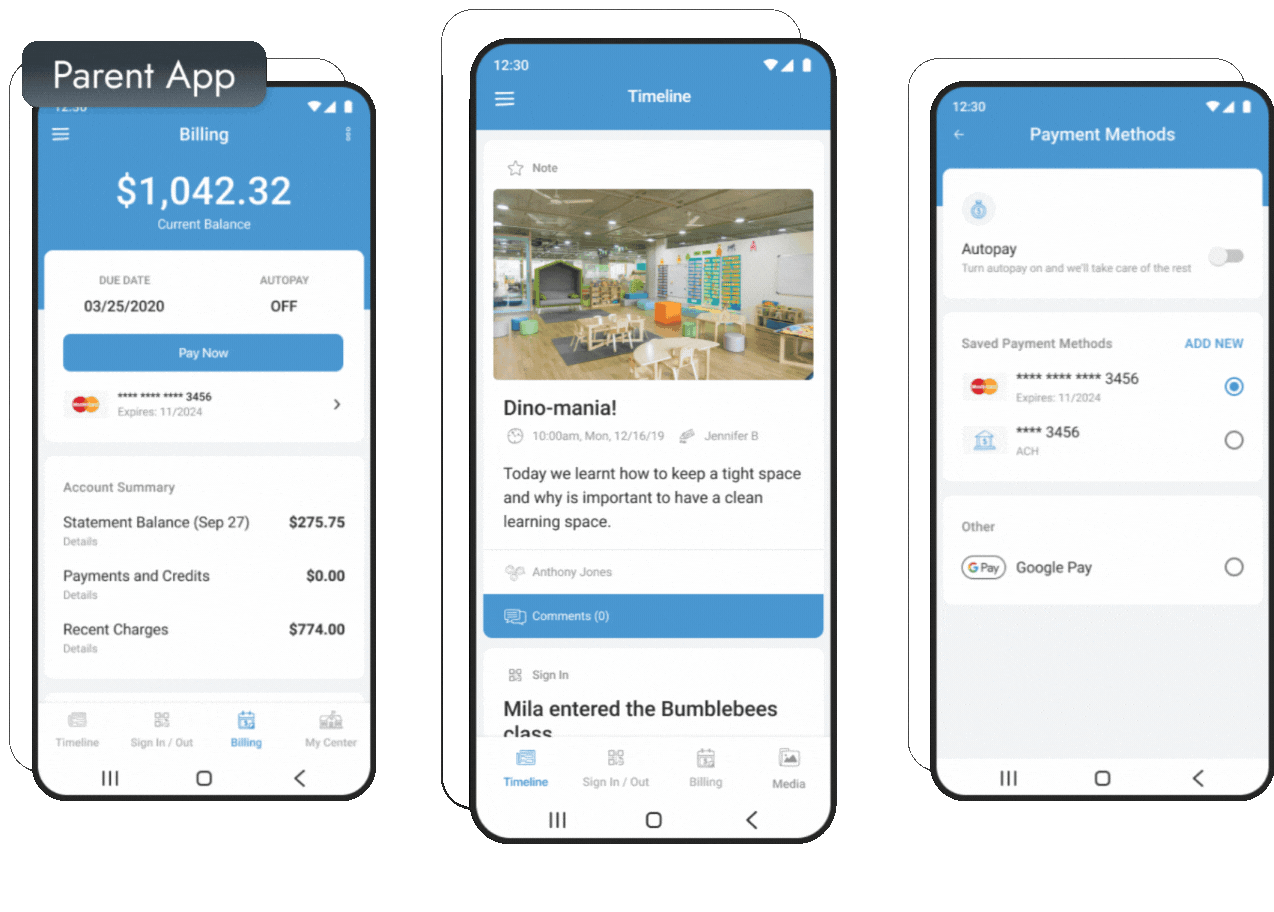 Parent App
12:30
Billing
$1,042.32
Current Balance
DUE DATE
AUTOPAY
03/25/2020
OFF
Pay Now
**** **** **** 3456
Expires: 11/2024
Account Summary
Statement Balance (Sep 27) $275.75
Details
Payments and Credits $0.00
Details
Recent Charges $774.00
Details
Timeline
Sign In / Out
Billing
My Center
12:30
Timeline
Note
Dino-mania!
10:00am, Mon, 12/16/19 Jennifer B
Today we learnt how to keep a tight space
and why is important to have a clean
learning space.
Anthony Jones
Comments (0)
Sign In
Mila entered the Bumblebees
class
Timeline
Sign In / Out
Billing
Media
12:30
Payment Methods
Autopay
Turn autopay on and we'll take care of the rest
Saved Payment Methods ADD NEW
**** **** **** 3456
Expires: 11/2024
**** 3456
ACH
Other
G Pay Google Pay